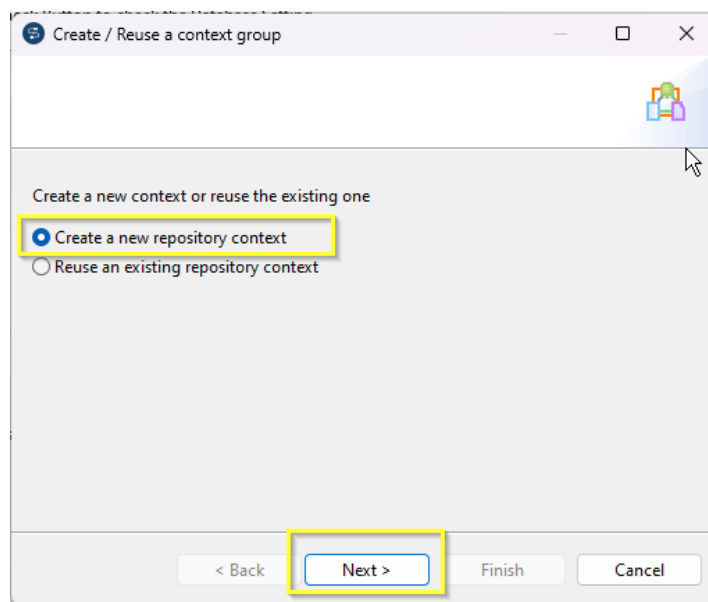 Create / Reuse a context group
Create a new context or reuse the existing one
Create a new repository context
Reuse an existing repository context
< Back
Next >
Finish
Cancel